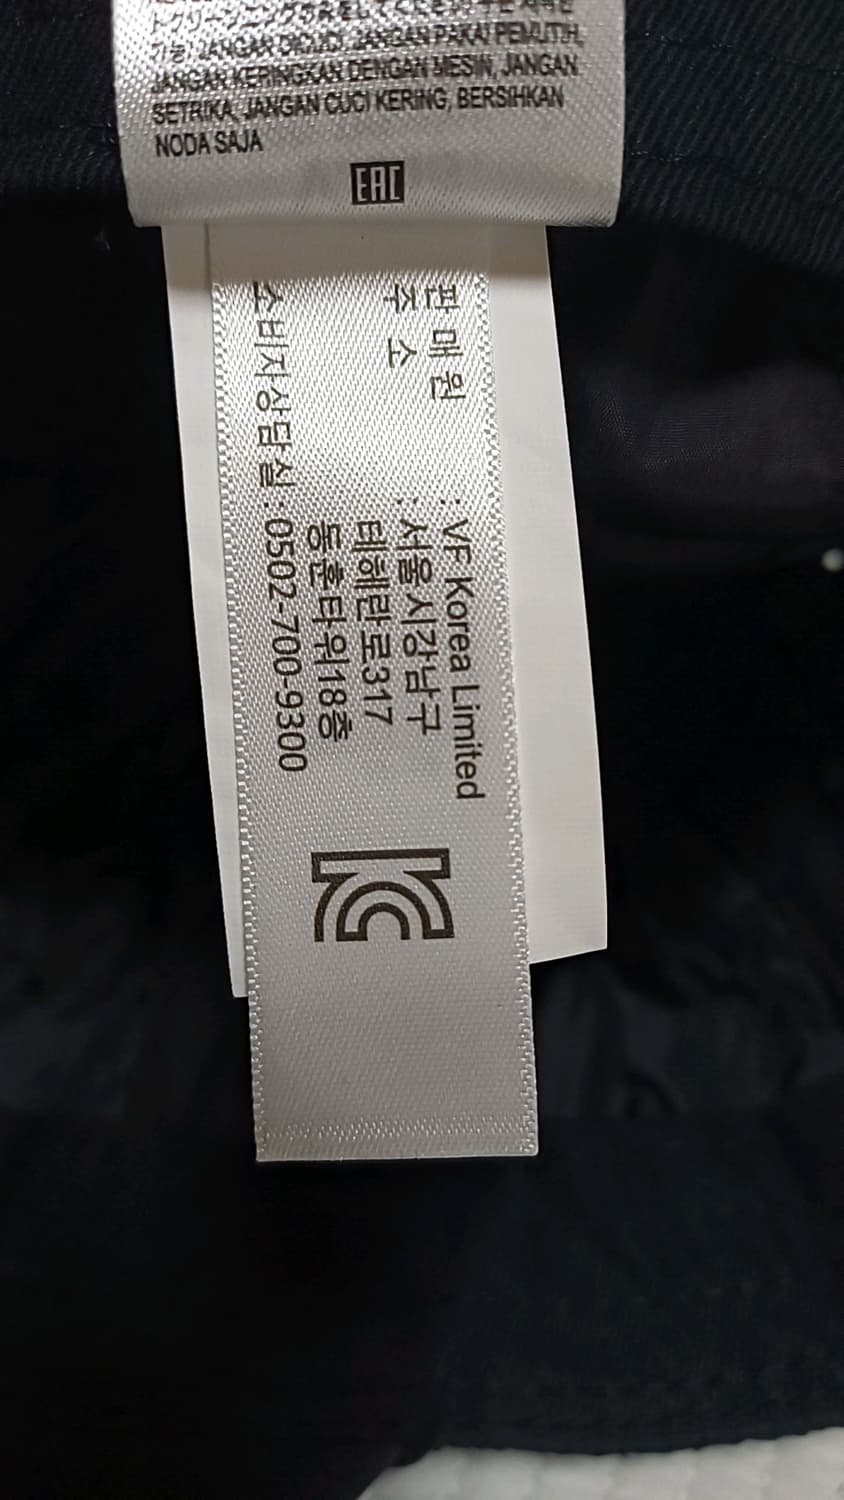 JANGAN DICUCI, JANGAN PAKAI PEMUTIH,
JANGAN KERINGKAN DENGAN MESIN, JANGAN
SETRIKA, JANGAN CUCI KERING, BERSIHKAN
NODA SAJA
EAC
판 매 원 : VF Korea Limited
주 소 : 서울시강남구
테헤란로317
동훈타워18층
소비자상담실 : 0502-700-9300
KC